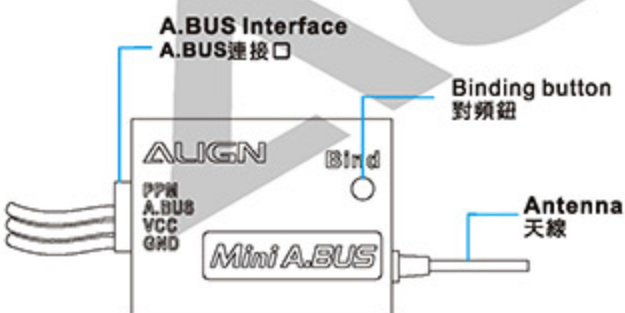 A.BUS Interface
A.BUS連接口
Binding button
對頻鈕
ALIGN
Bind
PPM
A.BUS
VCC
GND
Mini A.BUS
Antenna
天線